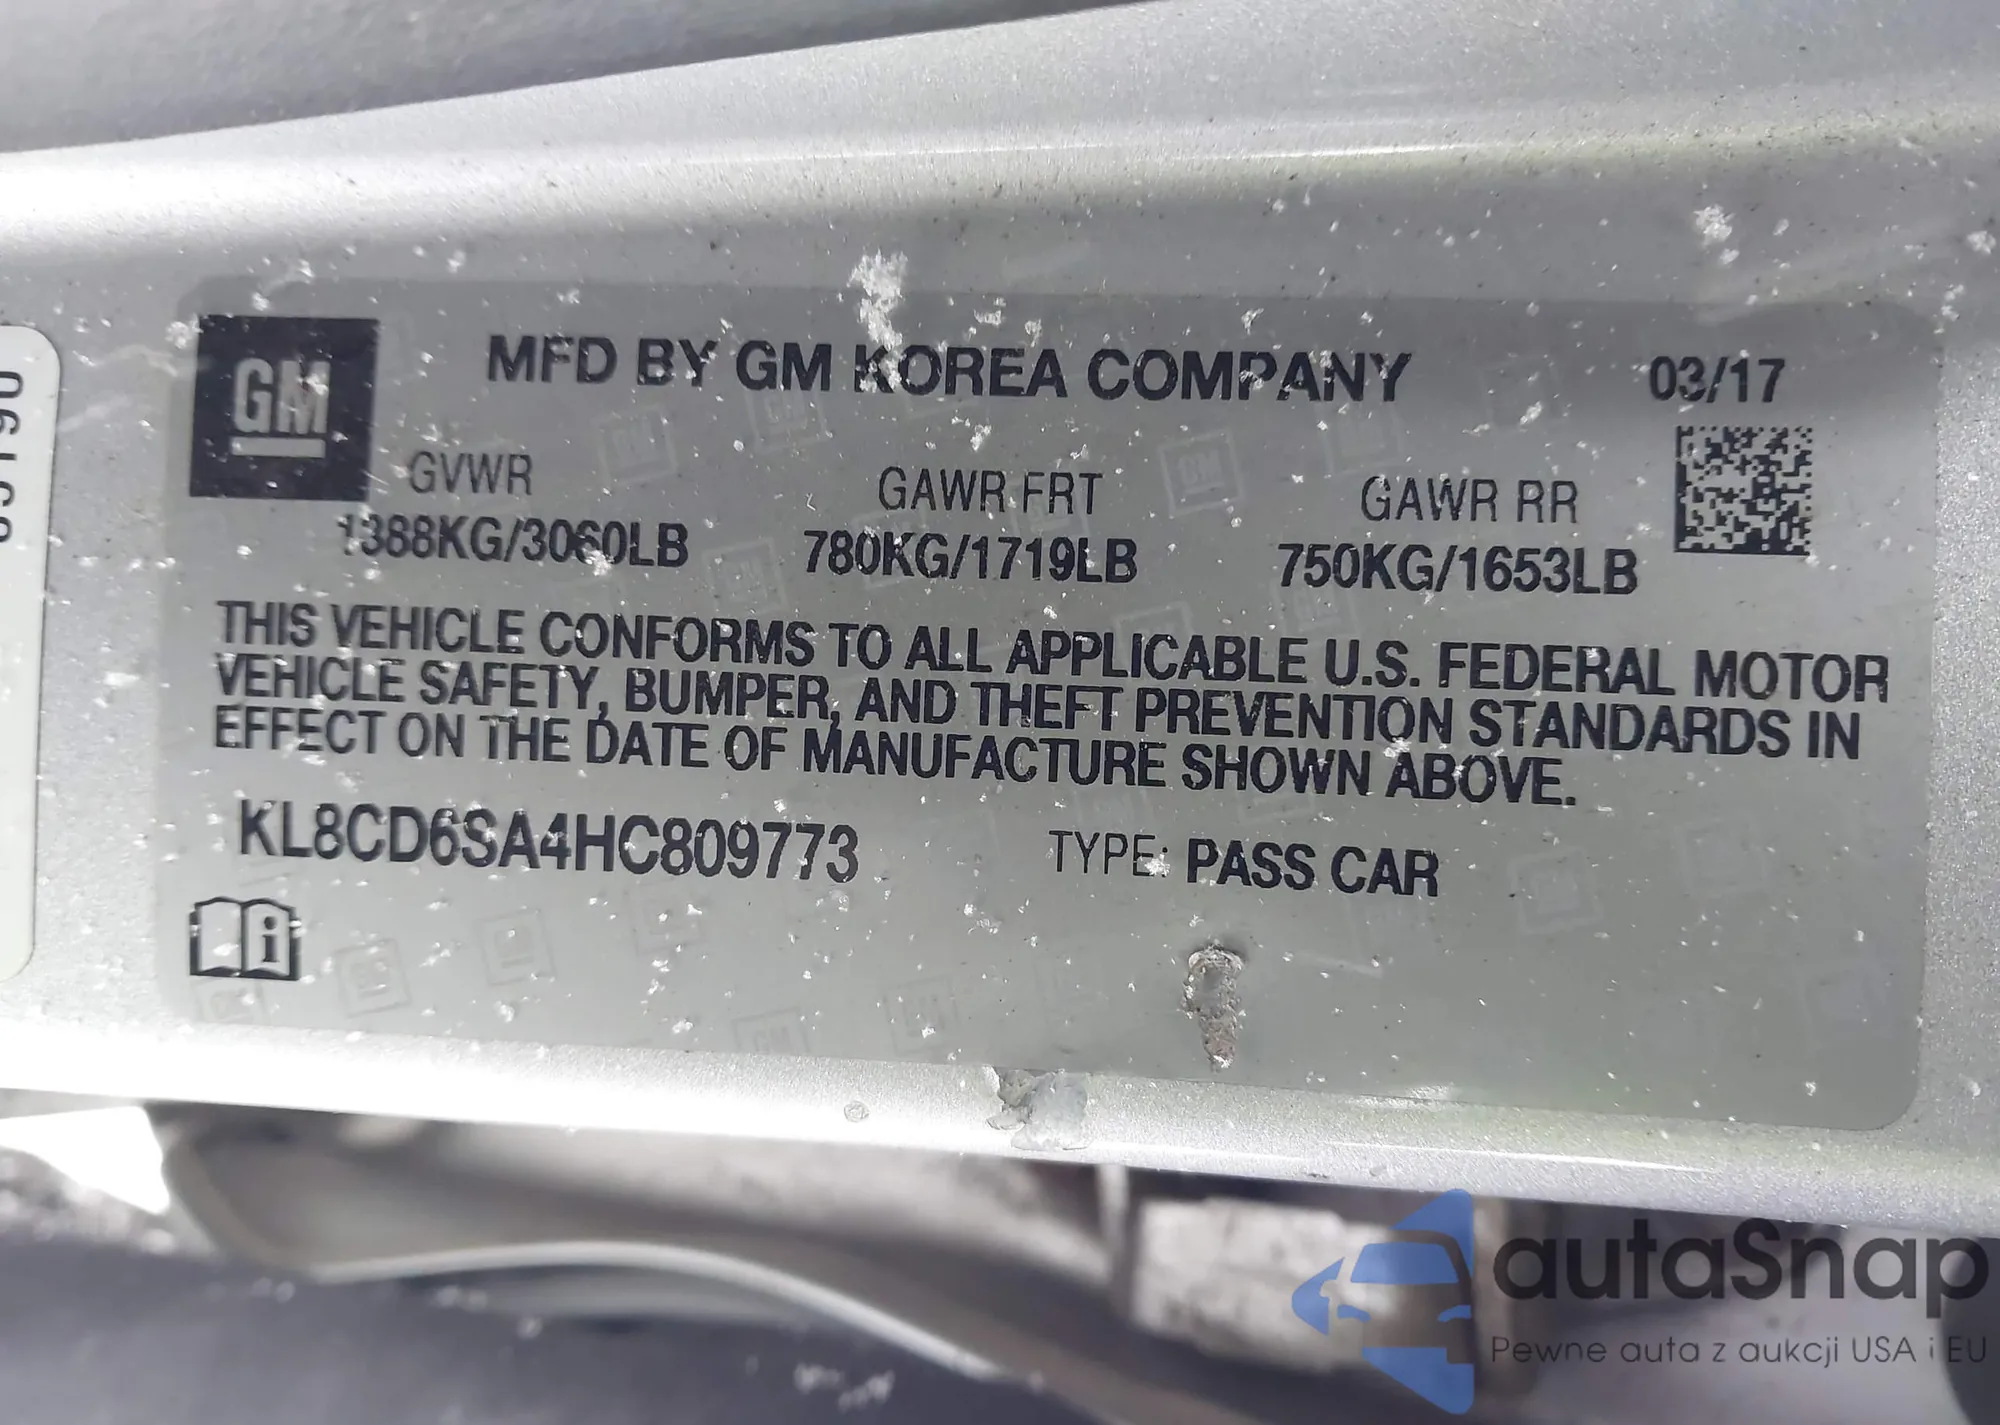 GM
MFD BY GM KOREA COMPANY 03/17
GVWR GAWR FRT GAWR RR
1388KG/3060LB 780KG/1719LB 750KG/1653LB
THIS VEHICLE CONFORMS TO ALL APPLICABLE U.S. FEDERAL MOTOR
VEHICLE SAFETY, BUMPER, AND THEFT PREVENTION STANDARDS IN
EFFECT ON THE DATE OF MANUFACTURE SHOWN ABOVE.
KL8CD6SA4HC809773 TYPE: PASS CAR
i
autaSnap
Pewne auta z aukcji USA i EU